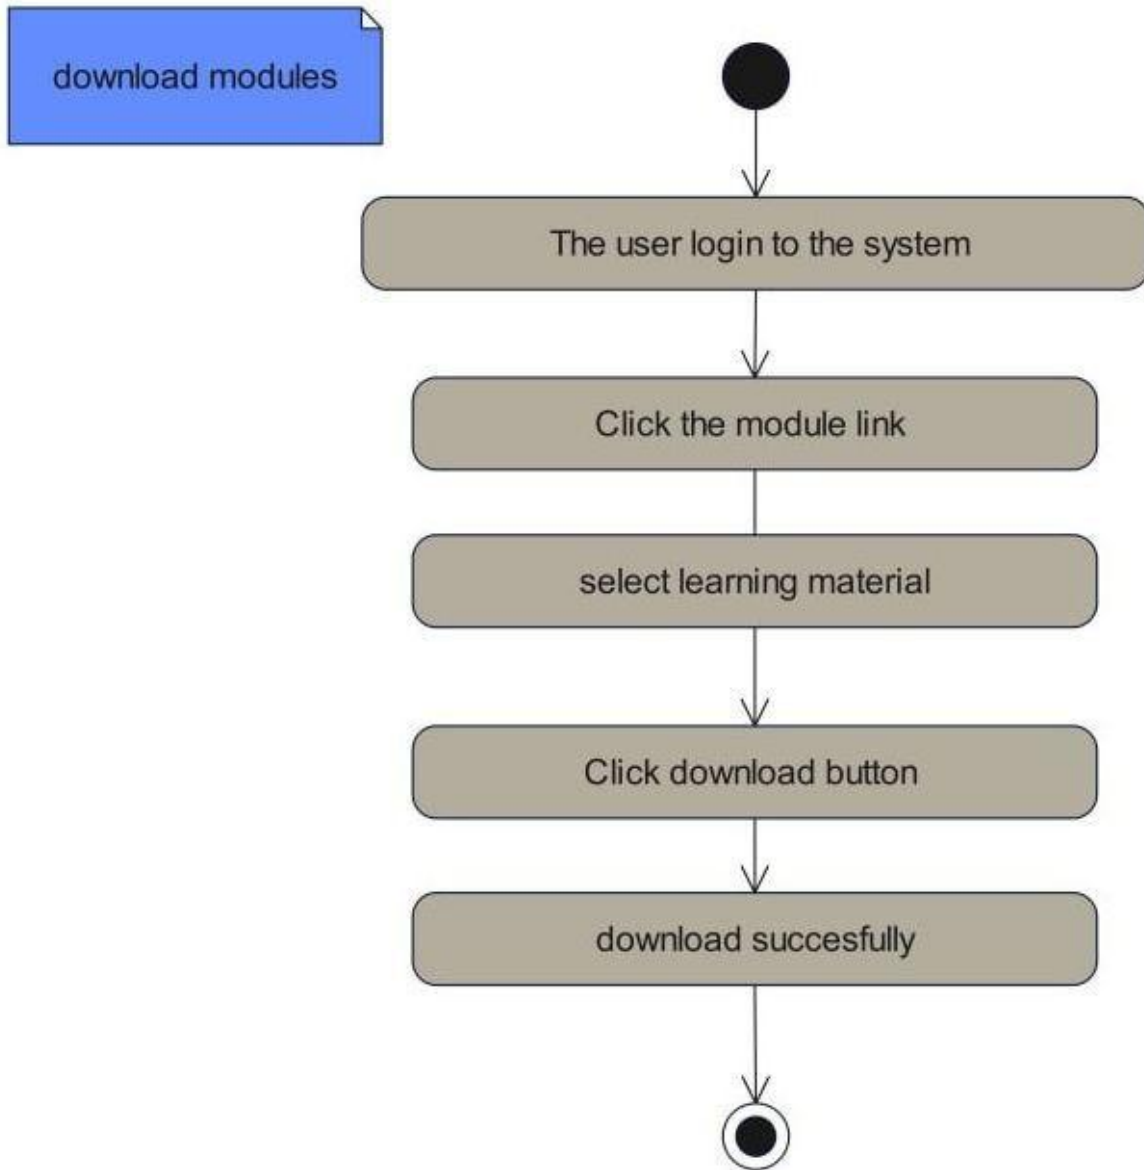 download modules
The user login to the system
Click the module link
select learning material
Click download button
download succesfully